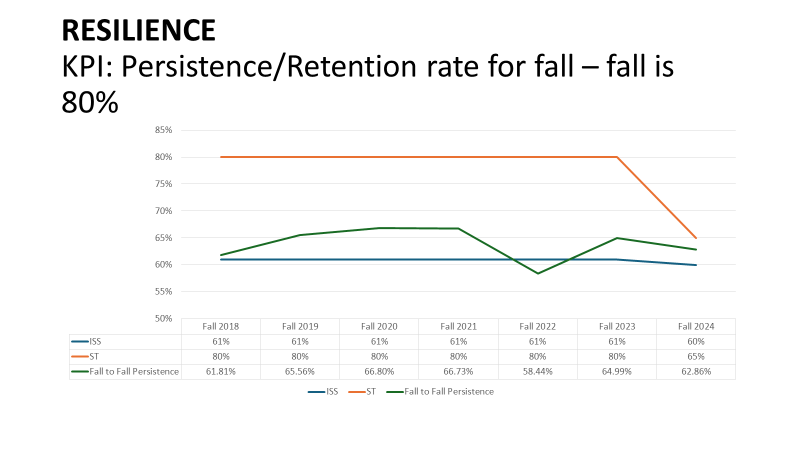 RESILIENCE
KPI: Persistence/Retention rate for fall – fall is
80%
85%
80%
75%
70%
65%
60%
55%
50%
Fall 2018 Fall 2019 Fall 2020 Fall 2021 Fall 2022 Fall 2023 Fall 2024
ISS 61% 61% 61% 61% 61% 61% 60%
ST 80% 80% 80% 80% 80% 80% 65%
Fall to Fall Persistence 61.81% 65.56% 66.80% 66.73% 58.44% 64.99% 62.86%
ISS ST Fall to Fall Persistence